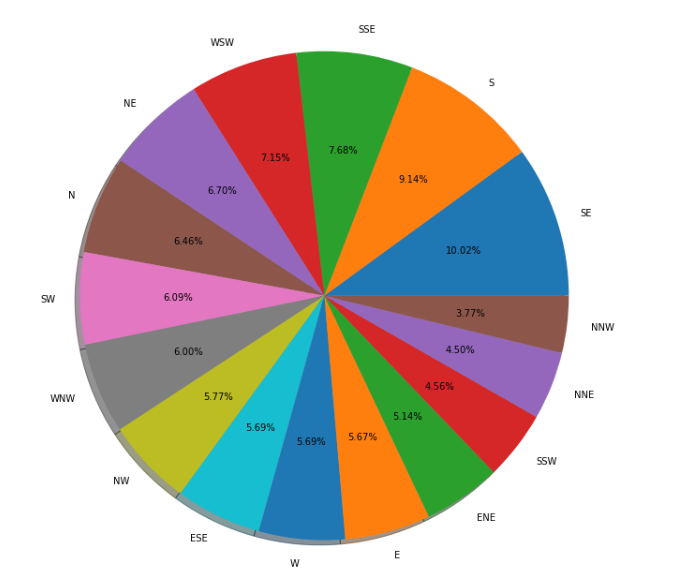 SSE
WSW
S
NE
7.68%
7.15%
9.14%
6.70%
N
SE
6.46%
10.02%
SW
6.09%
3.77%
NNW
6.00%
4.50%
WNW
5.77%
4.56%
NNE
5.69%
5.69%
5.67%
5.14%
SSW
NW
ENE
ESE
W
E